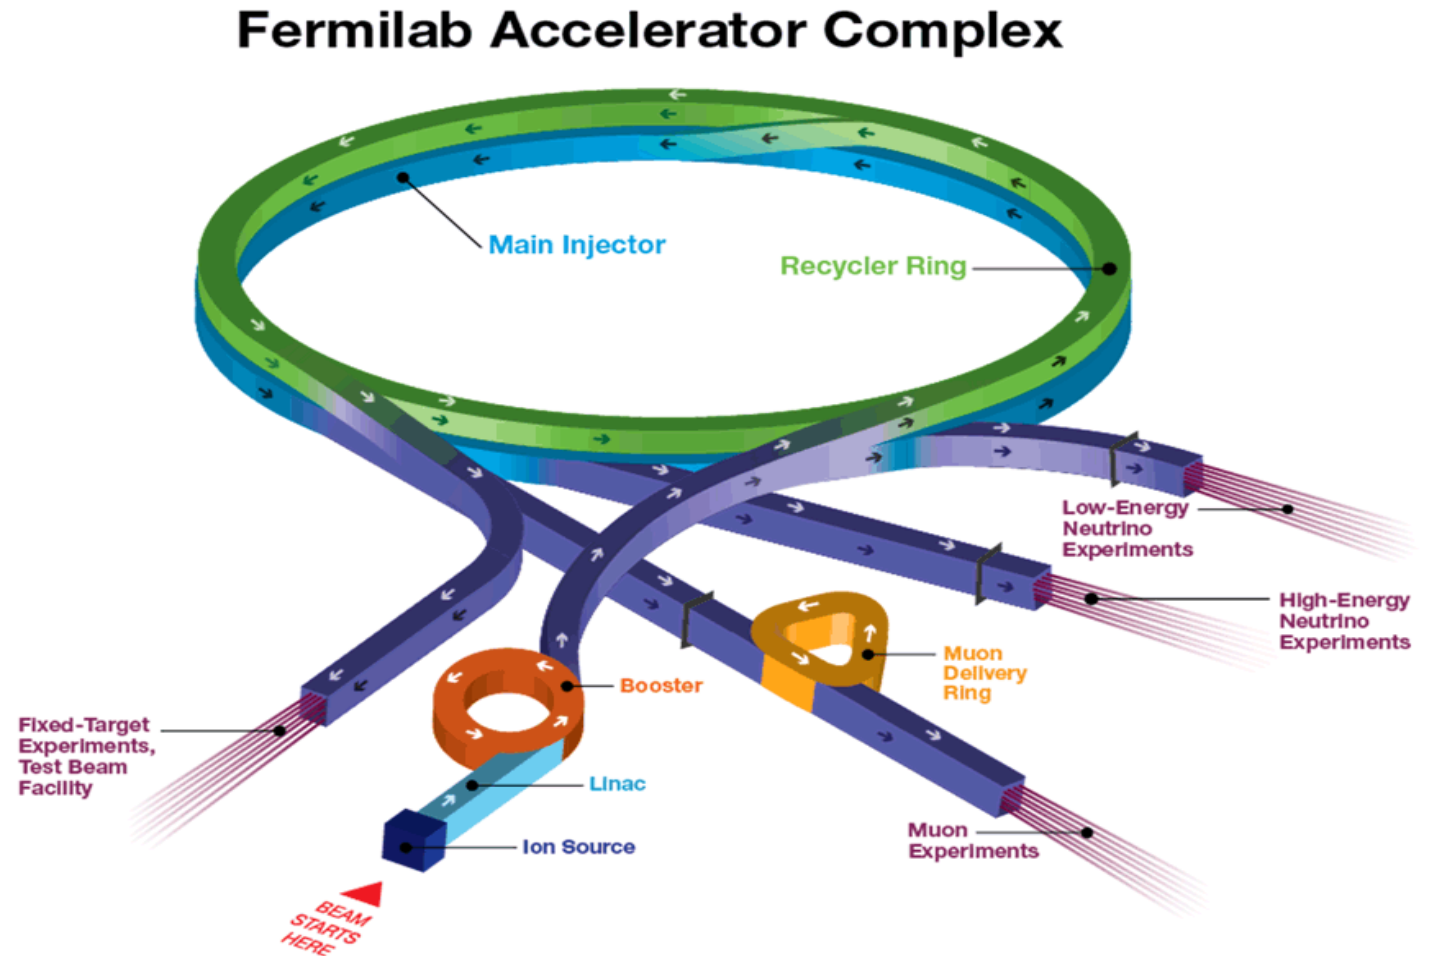 Fermilab Accelerator Complex
Main Injector
Recycler Ring
Low-Energy
Neutrino
Experiments
High-Energy
Neutrino
Experiments
Muon
Delivery
Ring
Booster
Fixed-Target
Experiments,
Test Beam
Facility
Linac
Ion Source
Muon
Experiments
BEAM
STARTS
HERE